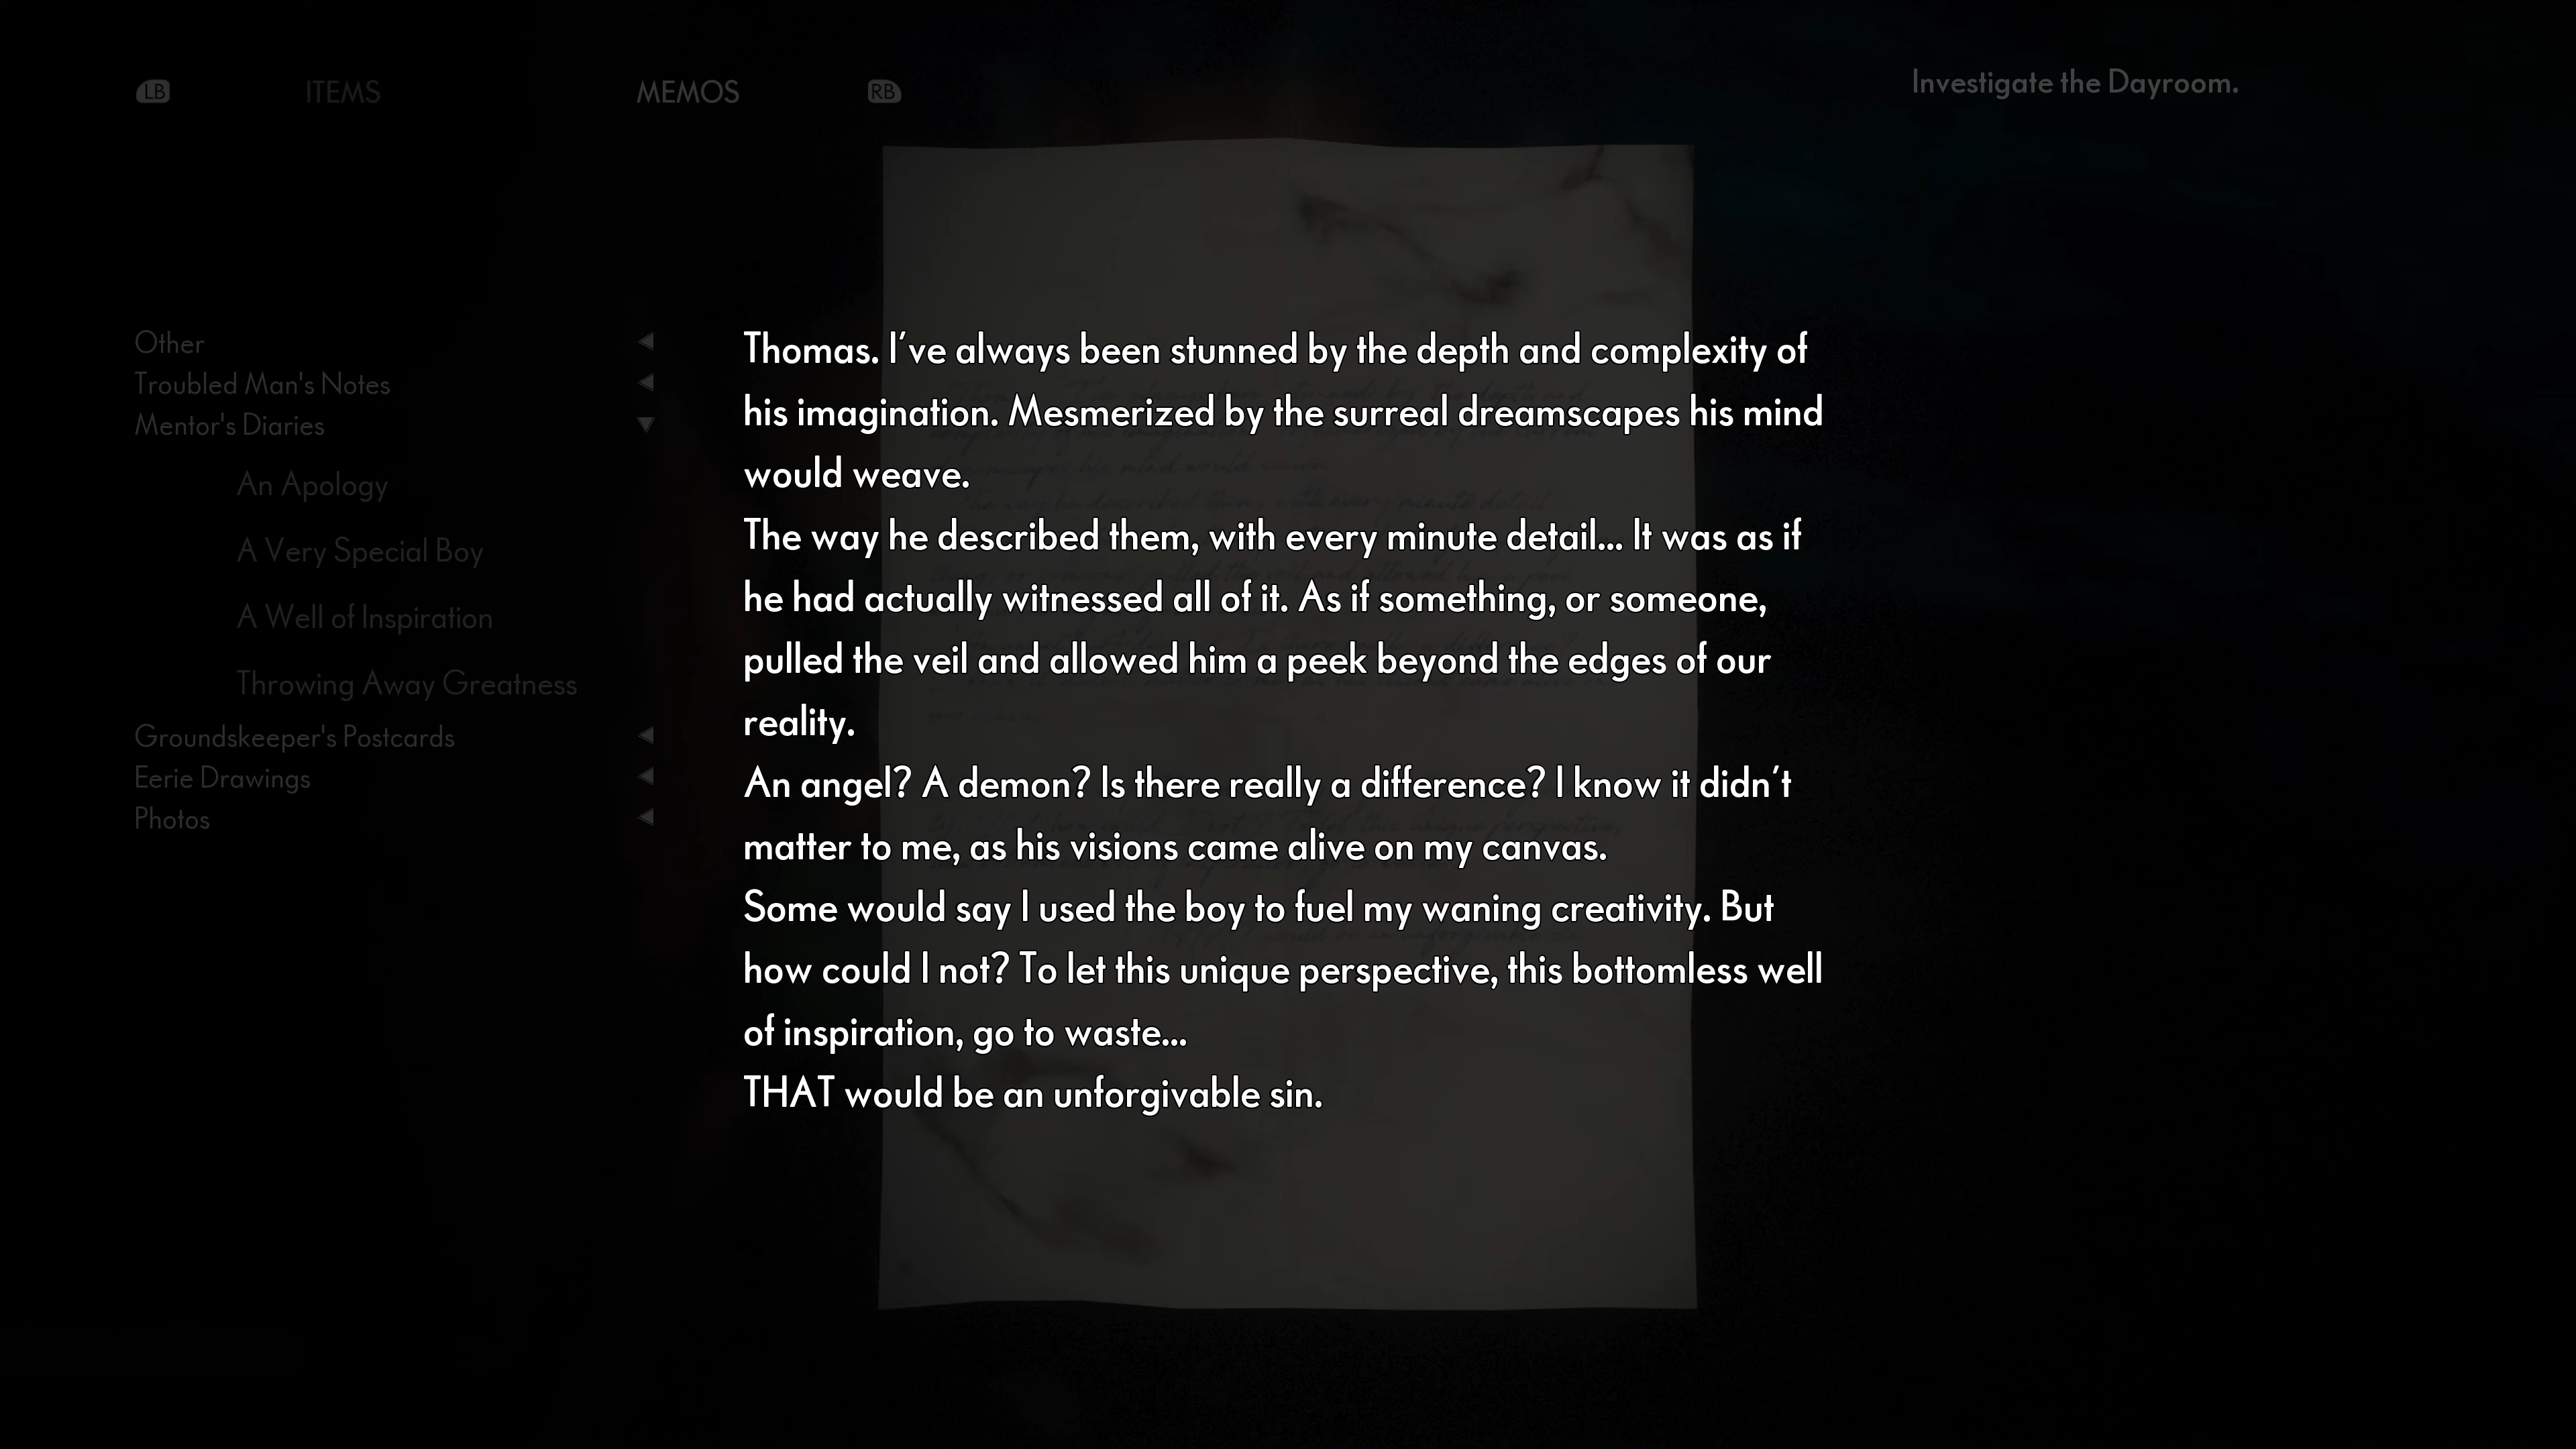 LB ITEMS MEMOS RB
Investigate the Dayroom.
Other
Troubled Man's Notes
Mentor's Diaries
An Apology
A Very Special Boy
A Well of Inspiration
Throwing Away Greatness
Groundskeeper's Postcards
Eerie Drawings
Photos
Thomas. I've always been stunned by the depth and complexity of
his imagination. Mesmerized by the surreal dreamscapes his mind
would weave.
The way he described them, with every minute detail... It was as if
he had actually witnessed all of it. As if something, or someone,
pulled the veil and allowed him a peek beyond the edges of our
reality.
An angel? A demon? Is there really a difference? I know it didn't
matter to me, as his visions came alive on my canvas.
Some would say I used the boy to fuel my waning creativity. But
how could I not? To let this unique perspective, this bottomless well
of inspiration, go to waste...
THAT would be an unforgivable sin.